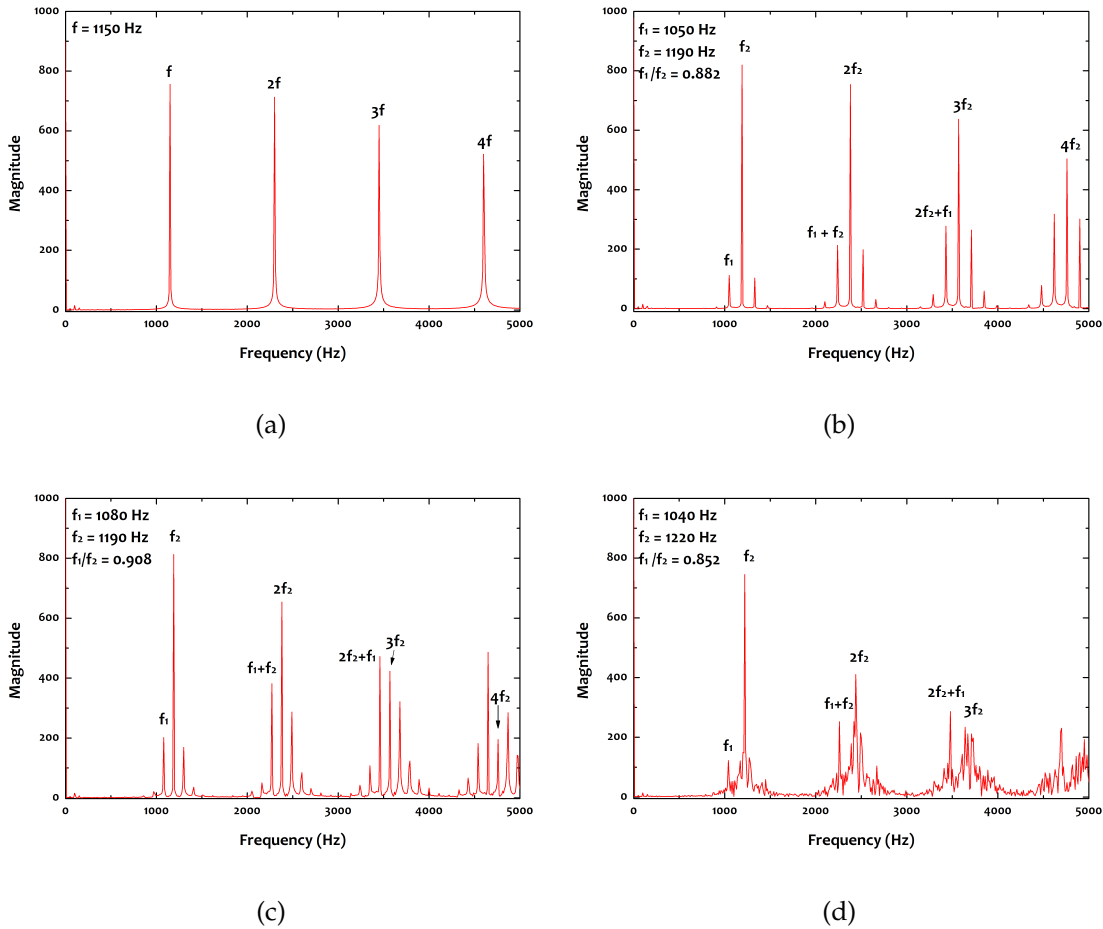 1000
800
600
400
200
0
Magnitude
f = 1150 Hz
f
2f
3f
4f
0 1000 2000 3000 4000 5000
Frequency (Hz)
(a)
1000
800
600
400
200
0
Magnitude
f₁ = 1050 Hz
f₂ = 1190 Hz
f₁/f₂ = 0.882
f₁
f₂
f₁ + f₂
2f₂
2f₂+f₁
3f₂
4f₂
0 1000 2000 3000 4000 5000
Frequency (Hz)
(b)
1000
800
600
400
200
0
Magnitude
f₁ = 1080 Hz
f₂ = 1190 Hz
f₁/f₂ = 0.908
f₁
f₂
f₁+f₂
2f₂
2f₂+f₁
3f₂
4f₂
0 1000 2000 3000 4000 5000
Frequency (Hz)
(c)
1000
800
600
400
200
0
Magnitude
f₁ = 1040 Hz
f₂ = 1220 Hz
f₁ /f₂ = 0.852
f₁
f₂
f₁+f₂
2f₂
2f₂+f₁
3f₂
0 1000 2000 3000 4000 5000
Frequency (Hz)
(d)